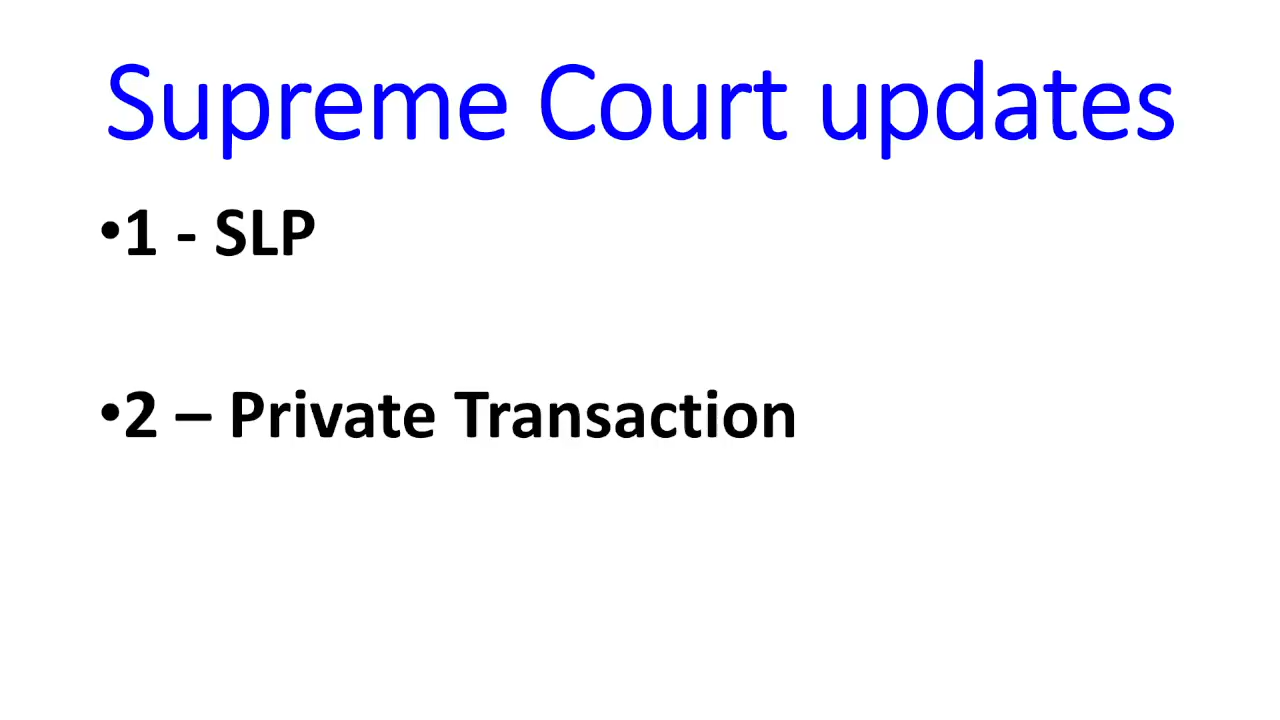 Supreme Court updates
•1 - SLP
•2 – Private Transaction